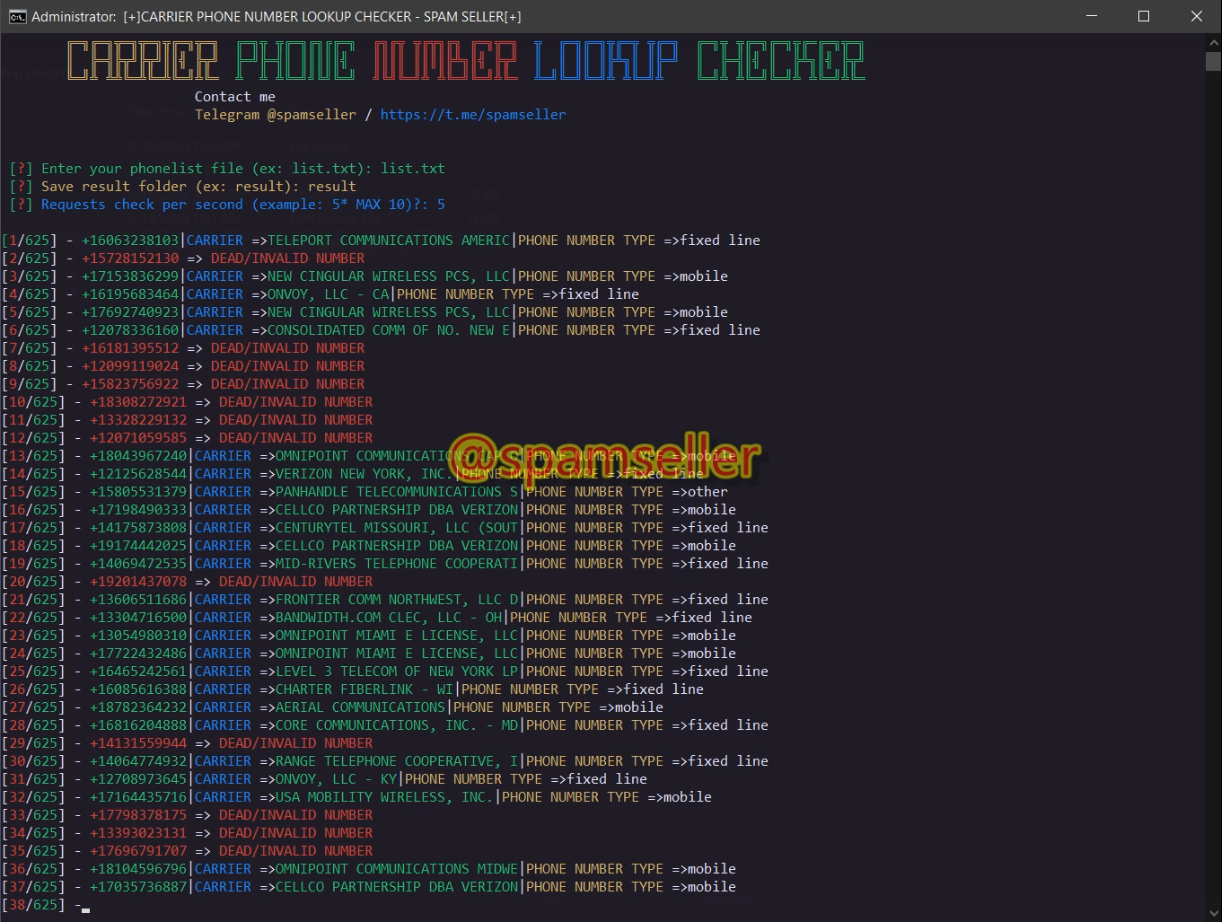 Administrator: [+]CARRIER PHONE NUMBER LOOKUP CHECKER - SPAM SELLER[+]
CARRIER PHONE NUMBER LOOKUP CHECKER
Contact me
Telegram @spamseller / https://t.me/spamseller
[?] Enter your phonelist file (ex: list.txt): list.txt
[?] Save result folder (ex: result): result
[?] Requests check per second (example: 5* MAX 10)?: 5
[1/625] - +16063238103|CARRIER =>TELEPORT COMMUNICATIONS AMERIC|PHONE NUMBER TYPE =>fixed line
[2/625] - +15728152130 => DEAD/INVALID NUMBER
[3/625] - +17153836299|CARRIER =>NEW CINGULAR WIRELESS PCS, LLC|PHONE NUMBER TYPE =>mobile
[4/625] - +16195683464|CARRIER =>ONVOY, LLC - CA|PHONE NUMBER TYPE =>fixed line
[5/625] - +17692740923|CARRIER =>NEW CINGULAR WIRELESS PCS, LLC|PHONE NUMBER TYPE =>mobile
[6/625] - +12078336160|CARRIER =>CONSOLIDATED COMM OF NO. NEW E|PHONE NUMBER TYPE =>fixed line
[7/625] - +16181395512 => DEAD/INVALID NUMBER
[8/625] - +12099119024 => DEAD/INVALID NUMBER
[9/625] - +15823756922 => DEAD/INVALID NUMBER
[10/625] - +18308272921 => DEAD/INVALID NUMBER
[11/625] - +13328229132 => DEAD/INVALID NUMBER
[12/625] - +12071059585 => DEAD/INVALID NUMBER
[13/625] - +18043967240|CARRIER =>OMNIPOINT COMMUNICATIONS CAP O|PHONE NUMBER TYPE =>mobile
@spamseller
[14/625] - +12125628544|CARRIER =>VERIZON NEW YORK, INC.|PHONE NUMBER TYPE =>fixed line
[15/625] - +15805531379|CARRIER =>PANHANDLE TELECOMMUNICATIONS S|PHONE NUMBER TYPE =>other
[16/625] - +17198490333|CARRIER =>CELLCO PARTNERSHIP DBA VERIZON|PHONE NUMBER TYPE =>mobile
[17/625] - +14175873808|CARRIER =>CENTURYTEL MISSOURI, LLC (SOUT|PHONE NUMBER TYPE =>fixed line
[18/625] - +19174442025|CARRIER =>CELLCO PARTNERSHIP DBA VERIZON|PHONE NUMBER TYPE =>mobile
[19/625] - +14069472535|CARRIER =>MID-RIVERS TELEPHONE COOPERATI|PHONE NUMBER TYPE =>fixed line
[20/625] - +19201437078 => DEAD/INVALID NUMBER
[21/625] - +13606511686|CARRIER =>FRONTIER COMM NORTHWEST, LLC D|PHONE NUMBER TYPE =>fixed line
[22/625] - +13304716500|CARRIER =>BANDWIDTH.COM CLEC, LLC - OH|PHONE NUMBER TYPE =>fixed line
[23/625] - +13054980310|CARRIER =>OMNIPOINT MIAMI E LICENSE, LLC|PHONE NUMBER TYPE =>mobile
[24/625] - +17722432486|CARRIER =>OMNIPOINT MIAMI E LICENSE, LLC|PHONE NUMBER TYPE =>mobile
[25/625] - +16465242561|CARRIER =>LEVEL 3 TELECOM OF NEW YORK LP|PHONE NUMBER TYPE =>fixed line
[26/625] - +16085616388|CARRIER =>CHARTER FIBERLINK - WI|PHONE NUMBER TYPE =>fixed line
[27/625] - +18782364232|CARRIER =>AERIAL COMMUNICATIONS|PHONE NUMBER TYPE =>mobile
[28/625] - +16816204888|CARRIER =>CORE COMMUNICATIONS, INC. - MD|PHONE NUMBER TYPE =>fixed line
[29/625] - +14131559944 => DEAD/INVALID NUMBER
[30/625] - +14064774932|CARRIER =>RANGE TELEPHONE COOPERATIVE, I|PHONE NUMBER TYPE =>fixed line
[31/625] - +12708973645|CARRIER =>ONVOY, LLC - KY|PHONE NUMBER TYPE =>fixed line
[32/625] - +17164435716|CARRIER =>USA MOBILITY WIRELESS, INC.|PHONE NUMBER TYPE =>mobile
[33/625] - +17798378175 => DEAD/INVALID NUMBER
[34/625] - +13393023131 => DEAD/INVALID NUMBER
[35/625] - +17696791707 => DEAD/INVALID NUMBER
[36/625] - +18104596796|CARRIER =>OMNIPOINT COMMUNICATIONS MIDWE|PHONE NUMBER TYPE =>mobile
[37/625] - +17035736887|CARRIER =>CELLCO PARTNERSHIP DBA VERIZON|PHONE NUMBER TYPE =>mobile
[38/625] -